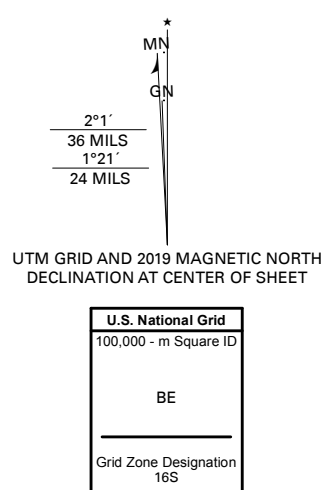 ★
MN
GN
2°1´
36 MILS
1°21´
24 MILS
UTM GRID AND 2019 MAGNETIC NORTH
DECLINATION AT CENTER OF SHEET
U.S. National Grid
100,000 - m Square ID
BE
Grid Zone Designation
16S